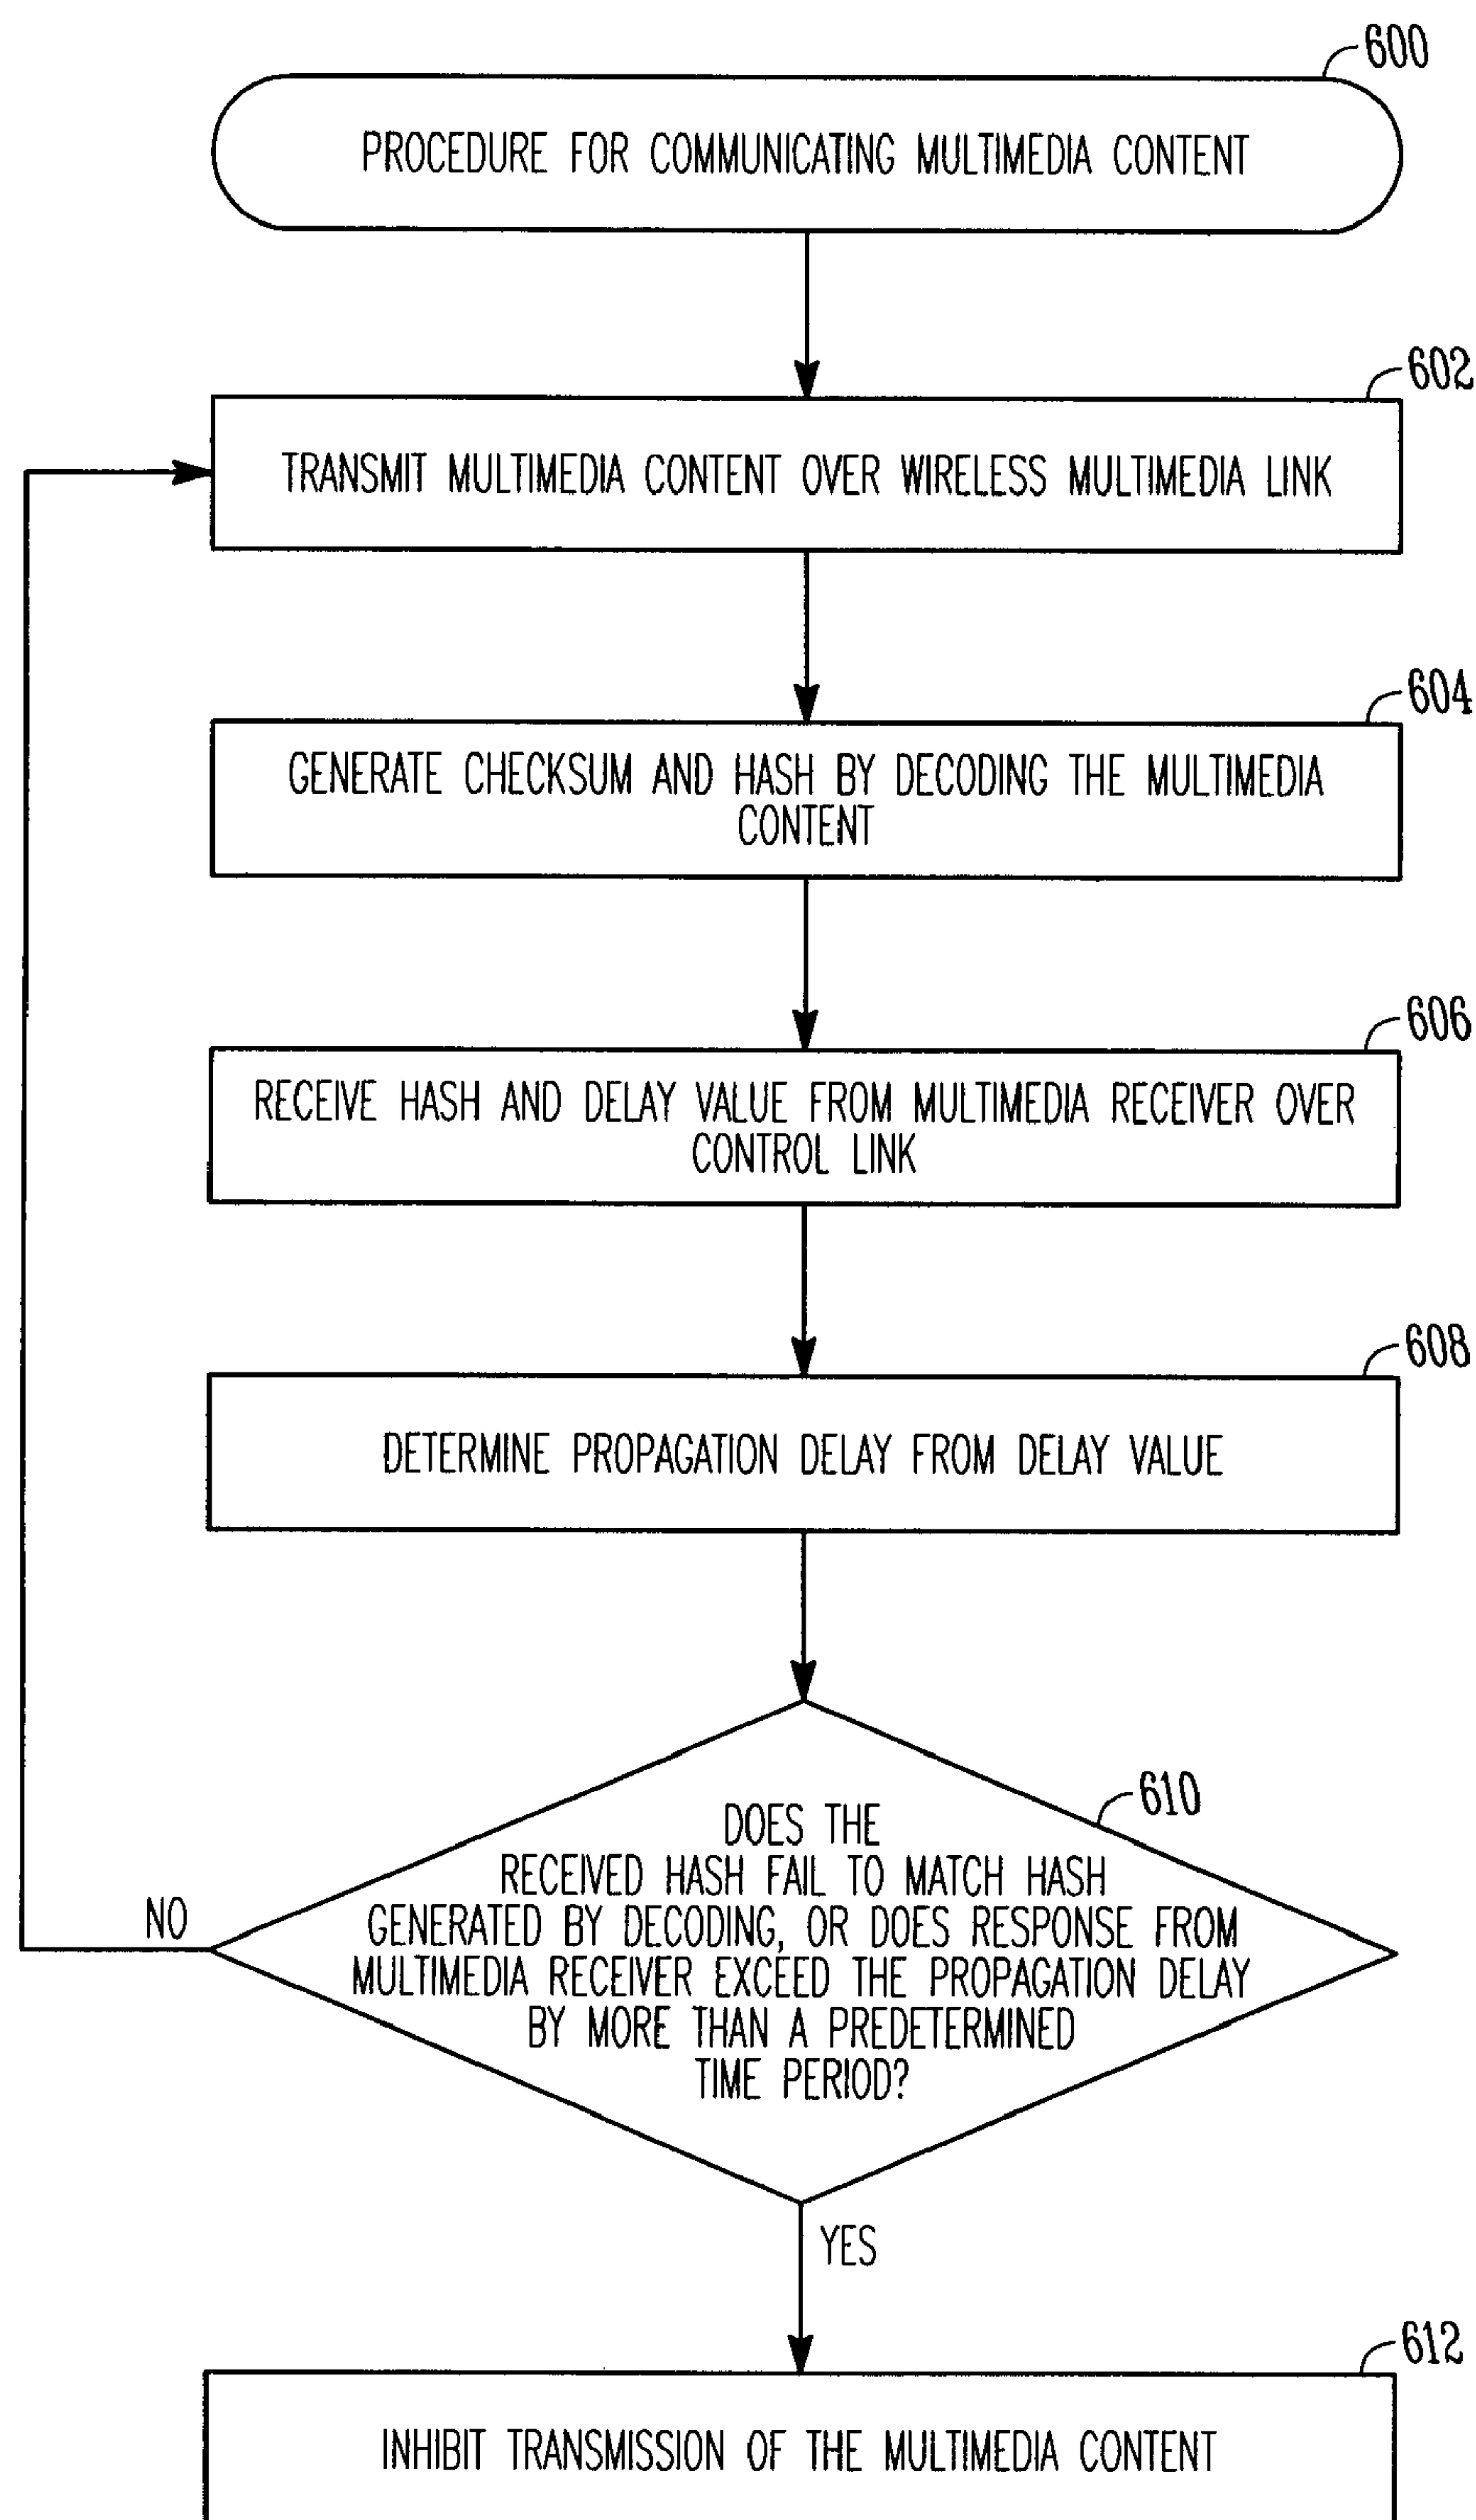 600
PROCEDURE FOR COMMUNICATING MULTIMEDIA CONTENT
602
TRANSMIT MULTIMEDIA CONTENT OVER WIRELESS MULTIMEDIA LINK
604
GENERATE CHECKSUM AND HASH BY DECODING THE MULTIMEDIA
CONTENT
606
RECEIVE HASH AND DELAY VALUE FROM MULTIMEDIA RECEIVER OVER
CONTROL LINK
608
DETERMINE PROPAGATION DELAY FROM DELAY VALUE
610
DOES THE
RECEIVED HASH FAIL TO MATCH HASH
GENERATED BY DECODING, OR DOES RESPONSE FROM
MULTIMEDIA RECEIVER EXCEED THE PROPAGATION DELAY
BY MORE THAN A PREDETERMINED
TIME PERIOD?
NO
YES
612
INHIBIT TRANSMISSION OF THE MULTIMEDIA CONTENT